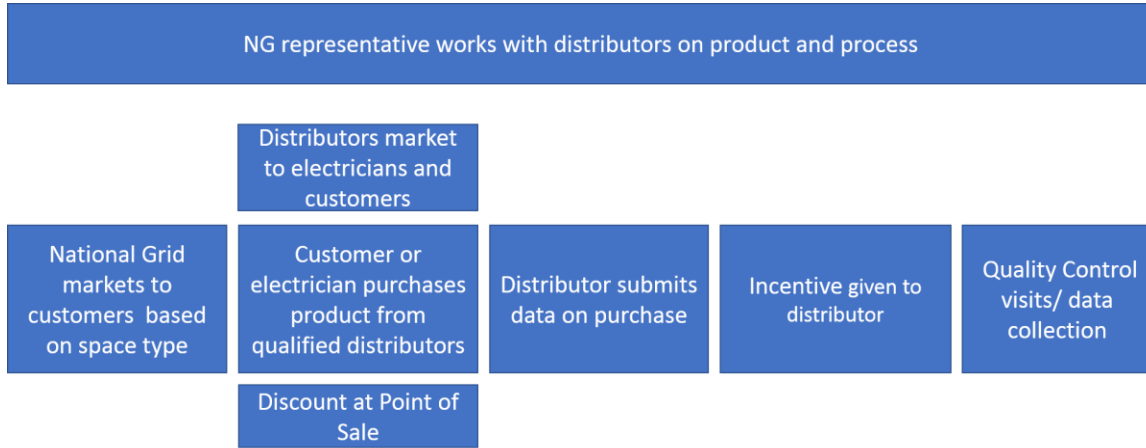 NG representative works with distributors on product and process
Distributors market
to electricians and
customers
National Grid
markets to
customers based
on space type
Customer or
electrician purchases
product from
qualified distributors
Distributor submits
data on purchase
Incentive given to
distributor
Quality Control
visits/ data
collection
Discount at Point of
Sale